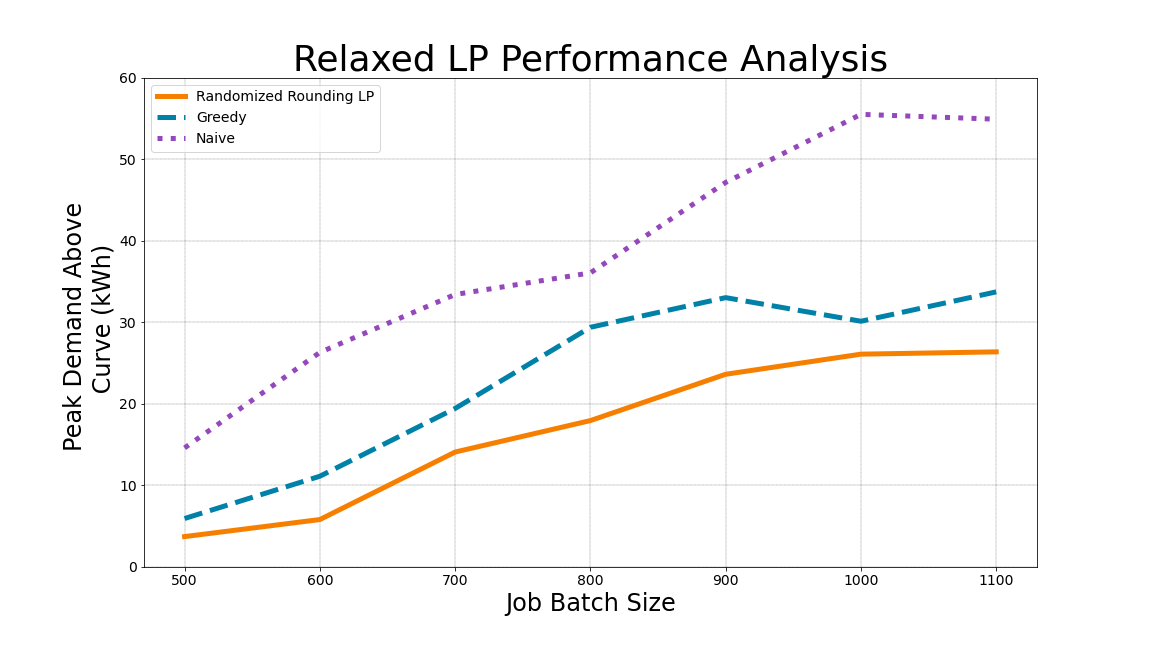 Relaxed LP Performance Analysis
60
50
40
30
20
10
0
Randomized Rounding LP
Greedy
Naive
Peak Demand Above
Curve (kWh)
500 600 700 800 900 1000 1100
Job Batch Size